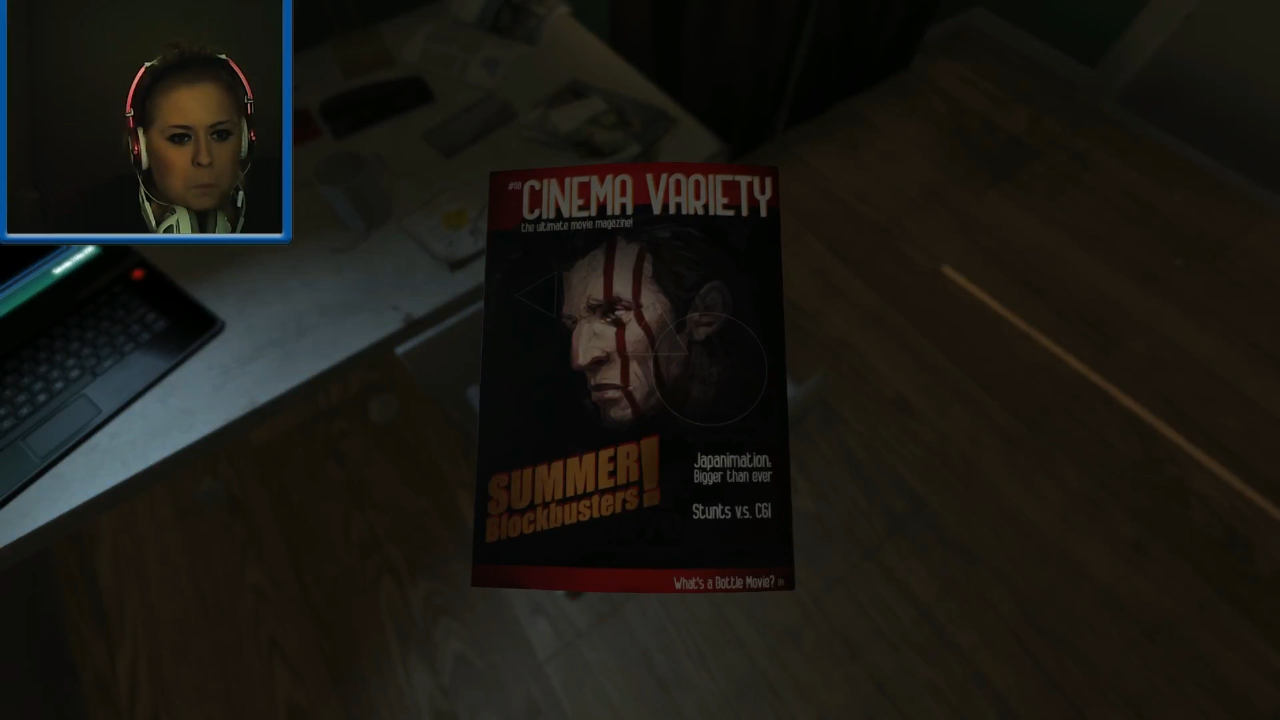 CINEMA VARIETY
the ultimate movie magazine!
SUMMER!
Blockbusters
Japanimation,
Bigger than ever
Stunts v.s. CGI
What's a Bottle Movie?